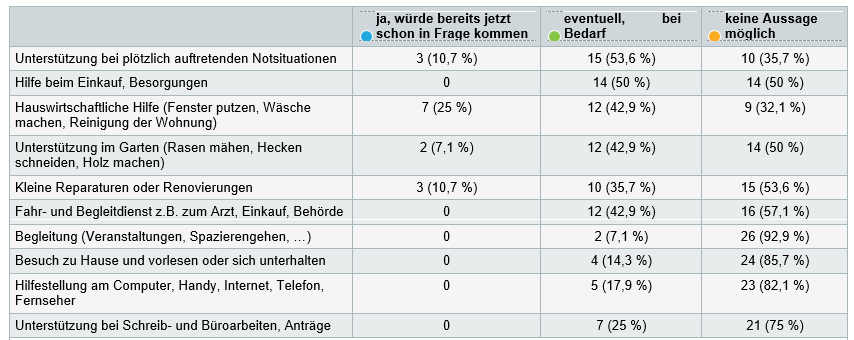 ja, würde bereits jetzt schon in Frage kommen | eventuell, bei Bedarf | keine Aussage möglich
Unterstützung bei plötzlich auftretenden Notsituationen 3 (10,7 %) 15 (53,6 %) 10 (35,7 %)
Hilfe beim Einkauf, Besorgungen 0 14 (50 %) 14 (50 %)
Hauswirtschaftliche Hilfe (Fenster putzen, Wäsche
machen, Reinigung der Wohnung) 7 (25 %) 12 (42,9 %) 9 (32,1 %)
Unterstützung im Garten (Rasen mähen, Hecken
schneiden, Holz machen) 2 (7,1 %) 12 (42,9 %) 14 (50 %)
Kleine Reparaturen oder Renovierungen 3 (10,7 %) 10 (35,7 %) 15 (53,6 %)
Fahr- und Begleitdienst z.B. zum Arzt, Einkauf, Behörde 0 12 (42,9 %) 16 (57,1 %)
Begleitung (Veranstaltungen, Spazierengehen, …) 0 2 (7,1 %) 26 (92,9 %)
Besuch zu Hause und vorlesen oder sich unterhalten 0 4 (14,3 %) 24 (85,7 %)
Hilfestellung am Computer, Handy, Internet, Telefon,
Fernseher 0 5 (17,9 %) 23 (82,1 %)
Unterstützung bei Schreib- und Büroarbeiten, Anträge 0 7 (25 %) 21 (75 %)